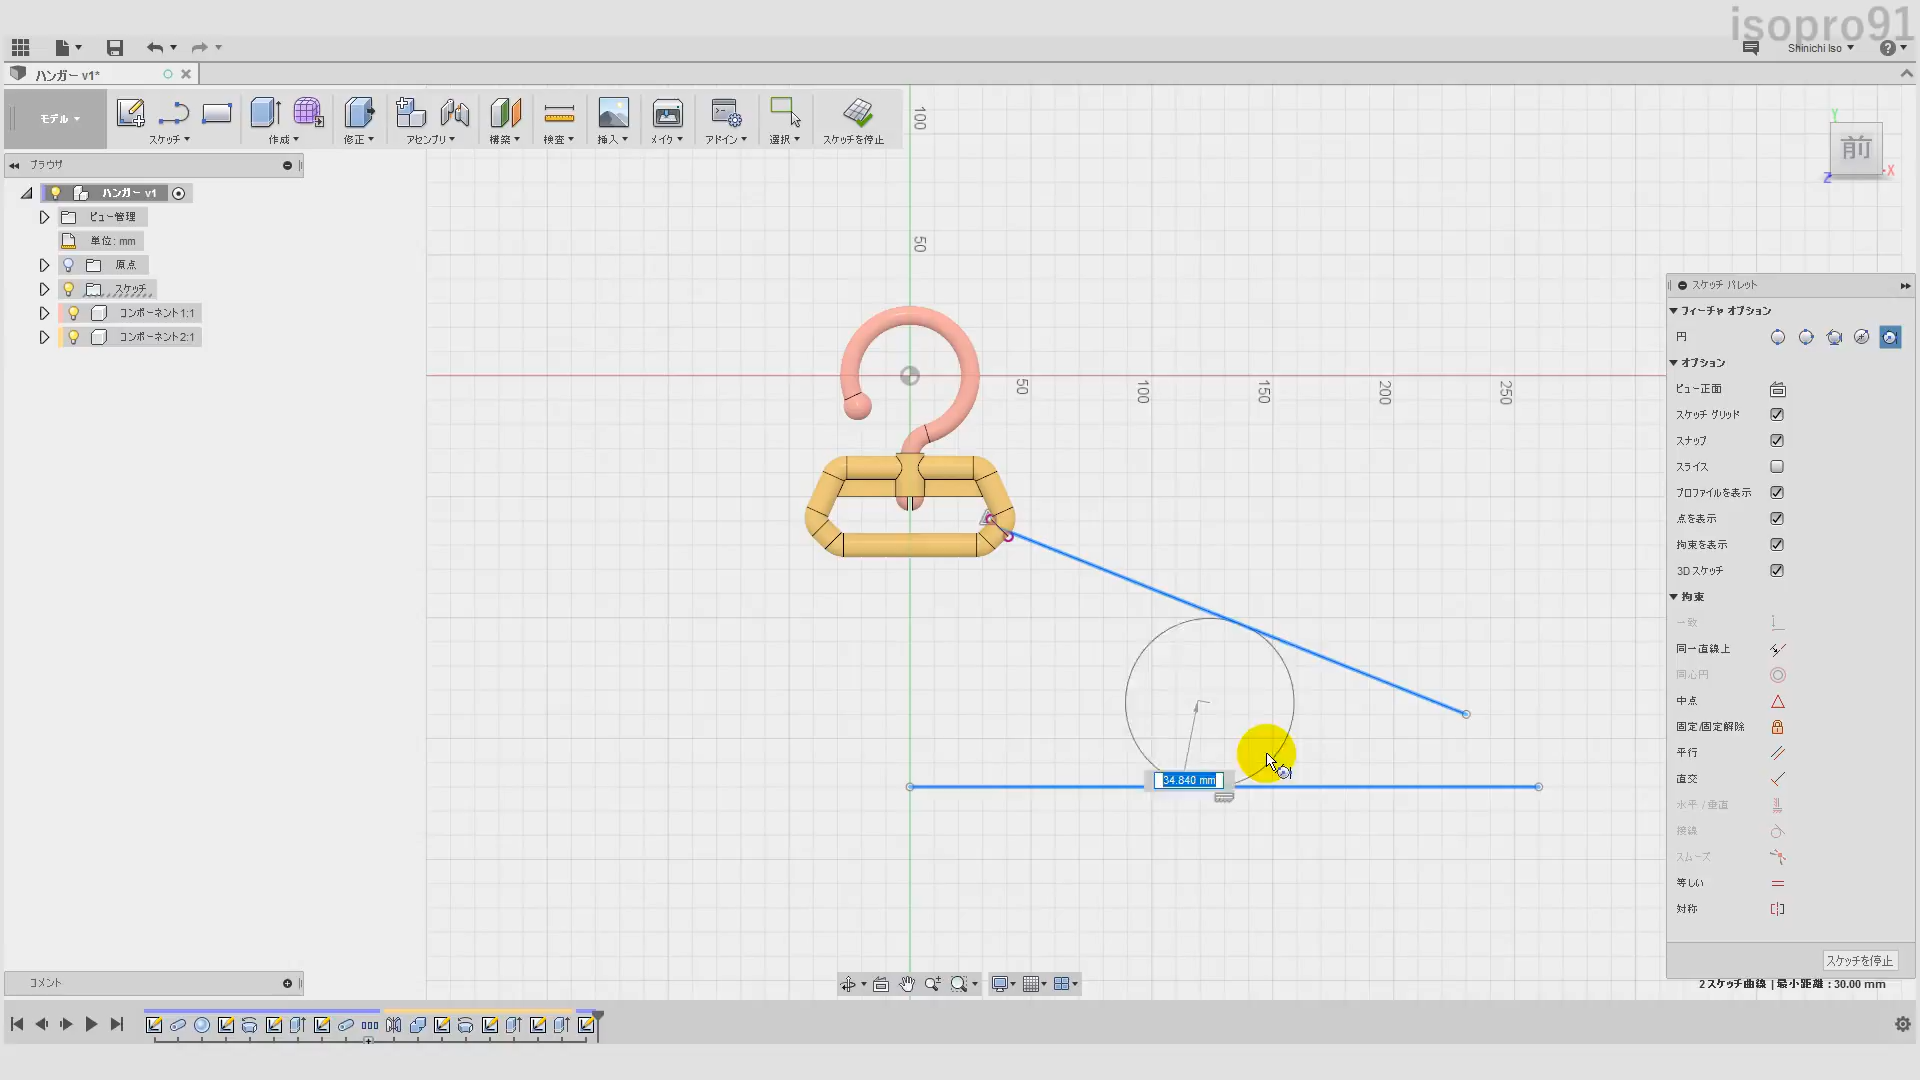 isopro91
Shinichi Iso
?
ハンガー v1*
モデル
スケッチ
作成
修正
アセンブリ
構築
検査
挿入
メイク
アドイン
選択
スケッチを停止
ブラウザ
ハンガー v1
ビュー管理
単位: mm
原点
スケッチ
コンポーネント1:1
コンポーネント2:1
100
50
50
100
150
200
250
Y
前
X
Z
34.840 mm
スケッチ パレット
フィーチャ オプション
円
オプション
ビュー正面
スケッチ グリッド
スナップ
スライス
プロファイルを表示
点を表示
拘束を表示
3D スケッチ
拘束
一致
同一直線上
同心円
中点
固定/固定解除
平行
直交
水平/垂直
接線
スムーズ
等しい
対称
スケッチを停止
2 スケッチ曲線 | 最小距離 : 30.00 mm
コメント